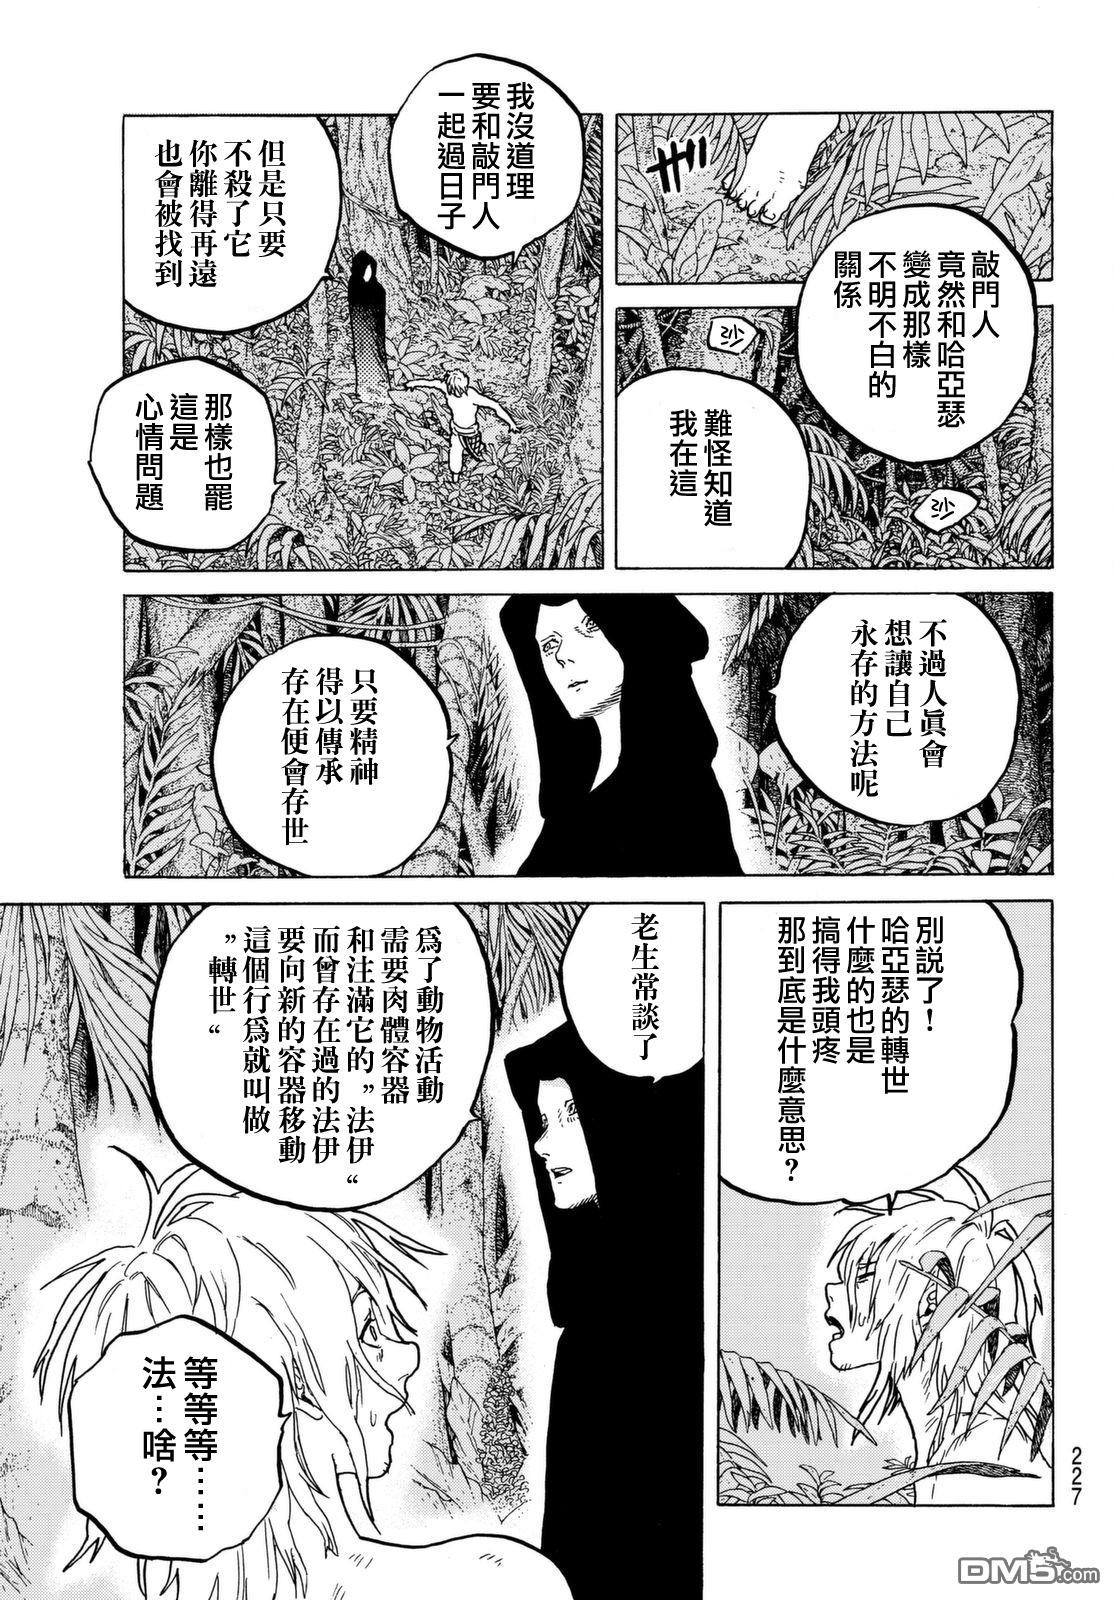 ザザ
敲門人
竟然和哈亞瑟
變成那樣
不明不白的
關係
沙
難怪知道
我在這
沙
我沒道理
要和敲門人
一起過日子
但是只要
不殺了它
你離得再遠
也會被找到
那樣也罷
這是
心情問題
不過人眞會
想讓自己
永存的方法呢
只要精神
得以傳承
存在便會存世
別説了！
哈亞瑟的轉世
什麼的也是
搞得我頭疼
那到底是什麼意思？
老生常談了
爲了動物活動
需要肉體容器
和注滿它的”法伊“
而曾存在過的法伊
要向新的容器移動
這個行爲就叫做
”轉世“
等等等……
法…啥？
227
DM5.com